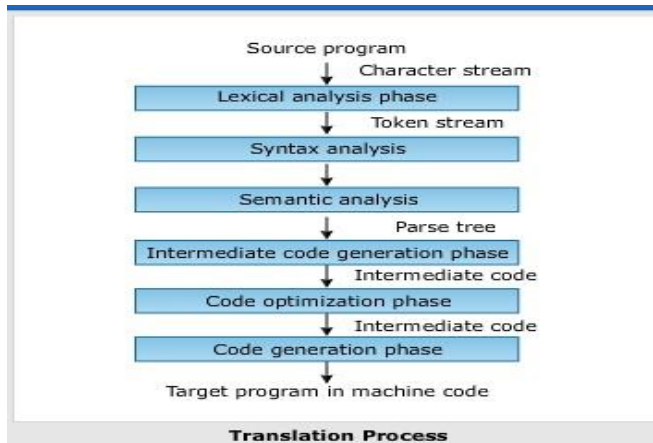 Source program
Character stream
Lexical analysis phase
Token stream
Syntax analysis
Semantic analysis
Parse tree
Intermediate code generation phase
Intermediate code
Code optimization phase
Intermediate code
Code generation phase
Target program in machine code
Translation Process